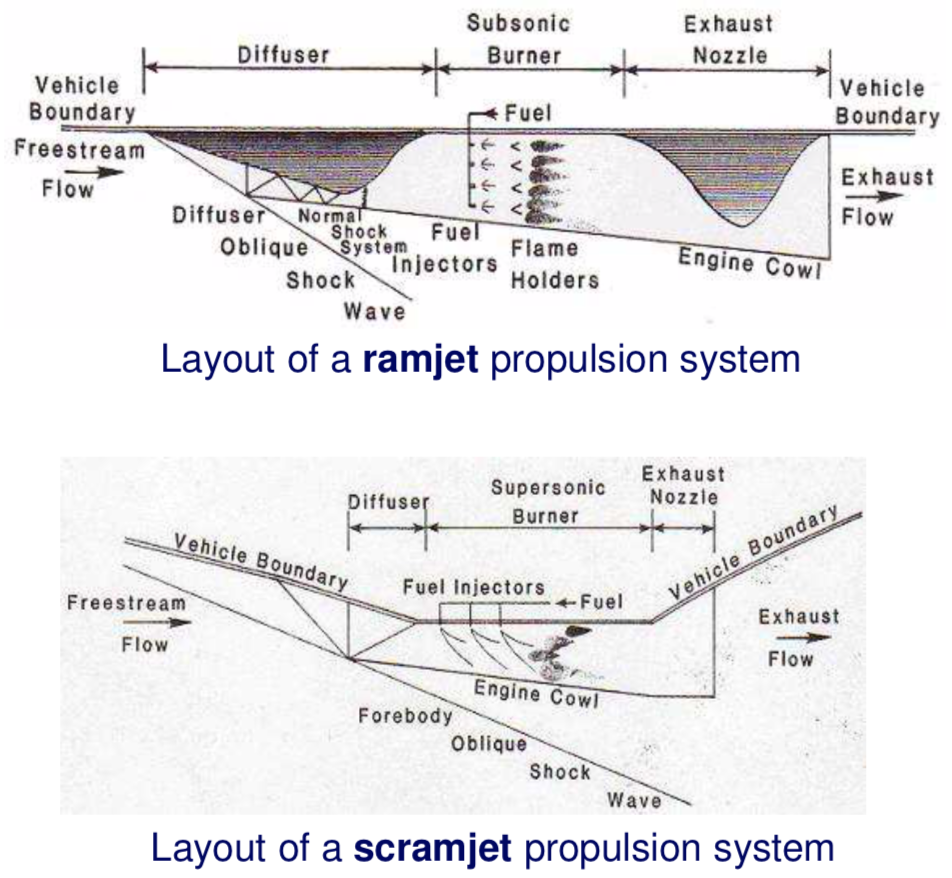 Subsonic
Exhaust
Diffuser
Burner
Nozzle
Vehicle
Boundary
Fuel
Vehicle
Boundary
Freestream
Flow
Exhaust
Flow
Diffuser
Oblique
Shock
Wave
Normal
Shock
System
Fuel
Injectors
Flame
Holders
Engine Cowl
Layout of a ramjet propulsion system
Exhaust
Nozzle
Diffuser
Supersonic
Burner
Vehicle Boundary
Vehicle Boundary
Fuel Injectors
Fuel
Freestream
Flow
Exhaust
Flow
Engine Cowl
Forebody
Oblique
Shock
Wave
Layout of a scramjet propulsion system